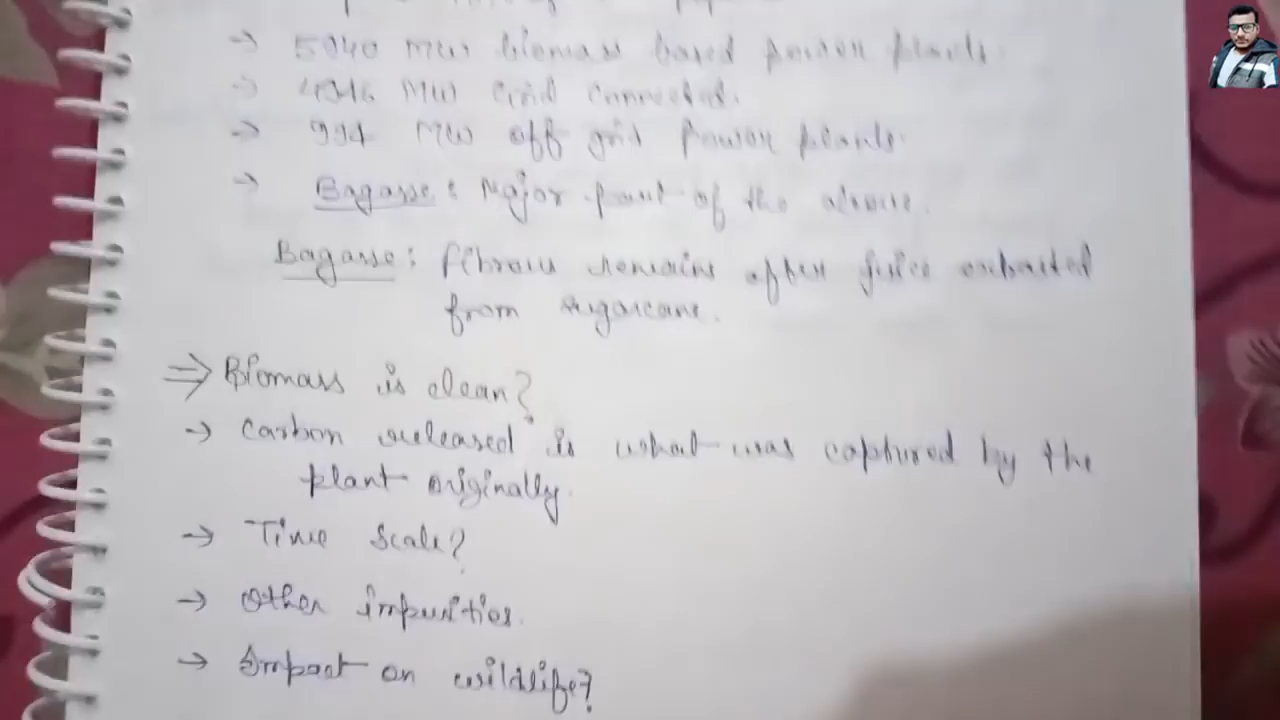 → 5940 MW biomass based power plants.
→ 4946 MW Grid connected.
→ 994 MW off grid Power plants.
→ Bagasse : Major part of the above.
Bagasse : fibrous remains after juice extracted
from sugarcane.
⇒ Biomass is clean?
→ Carbon released is what was captured by the
plant originally.
→ Time scale?
→ Other impurities.
→ Impact on wildlife?